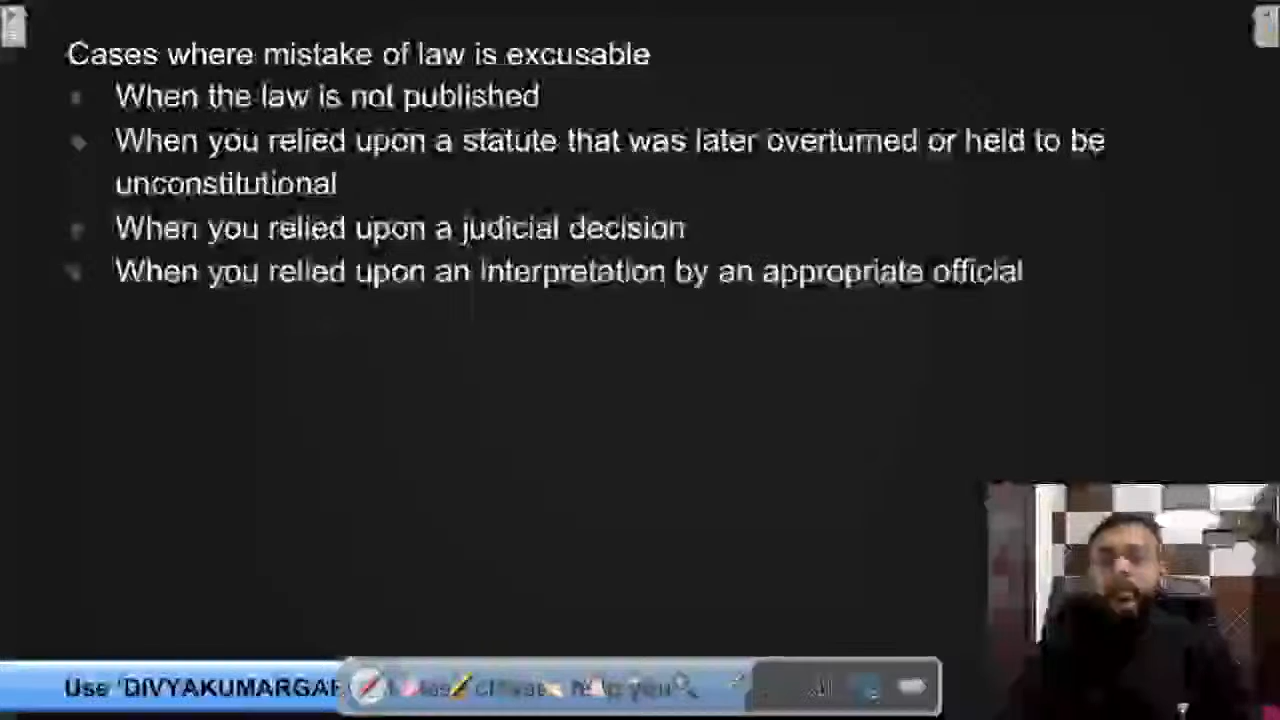 Cases where mistake of law is excusable
When the law is not published
When you relied upon a statute that was later overturned or held to be
unconstitutional
When you relied upon a judicial decision
When you relied upon an interpretation by an appropriate official
Use 'DIVYAKUMARGAR help you